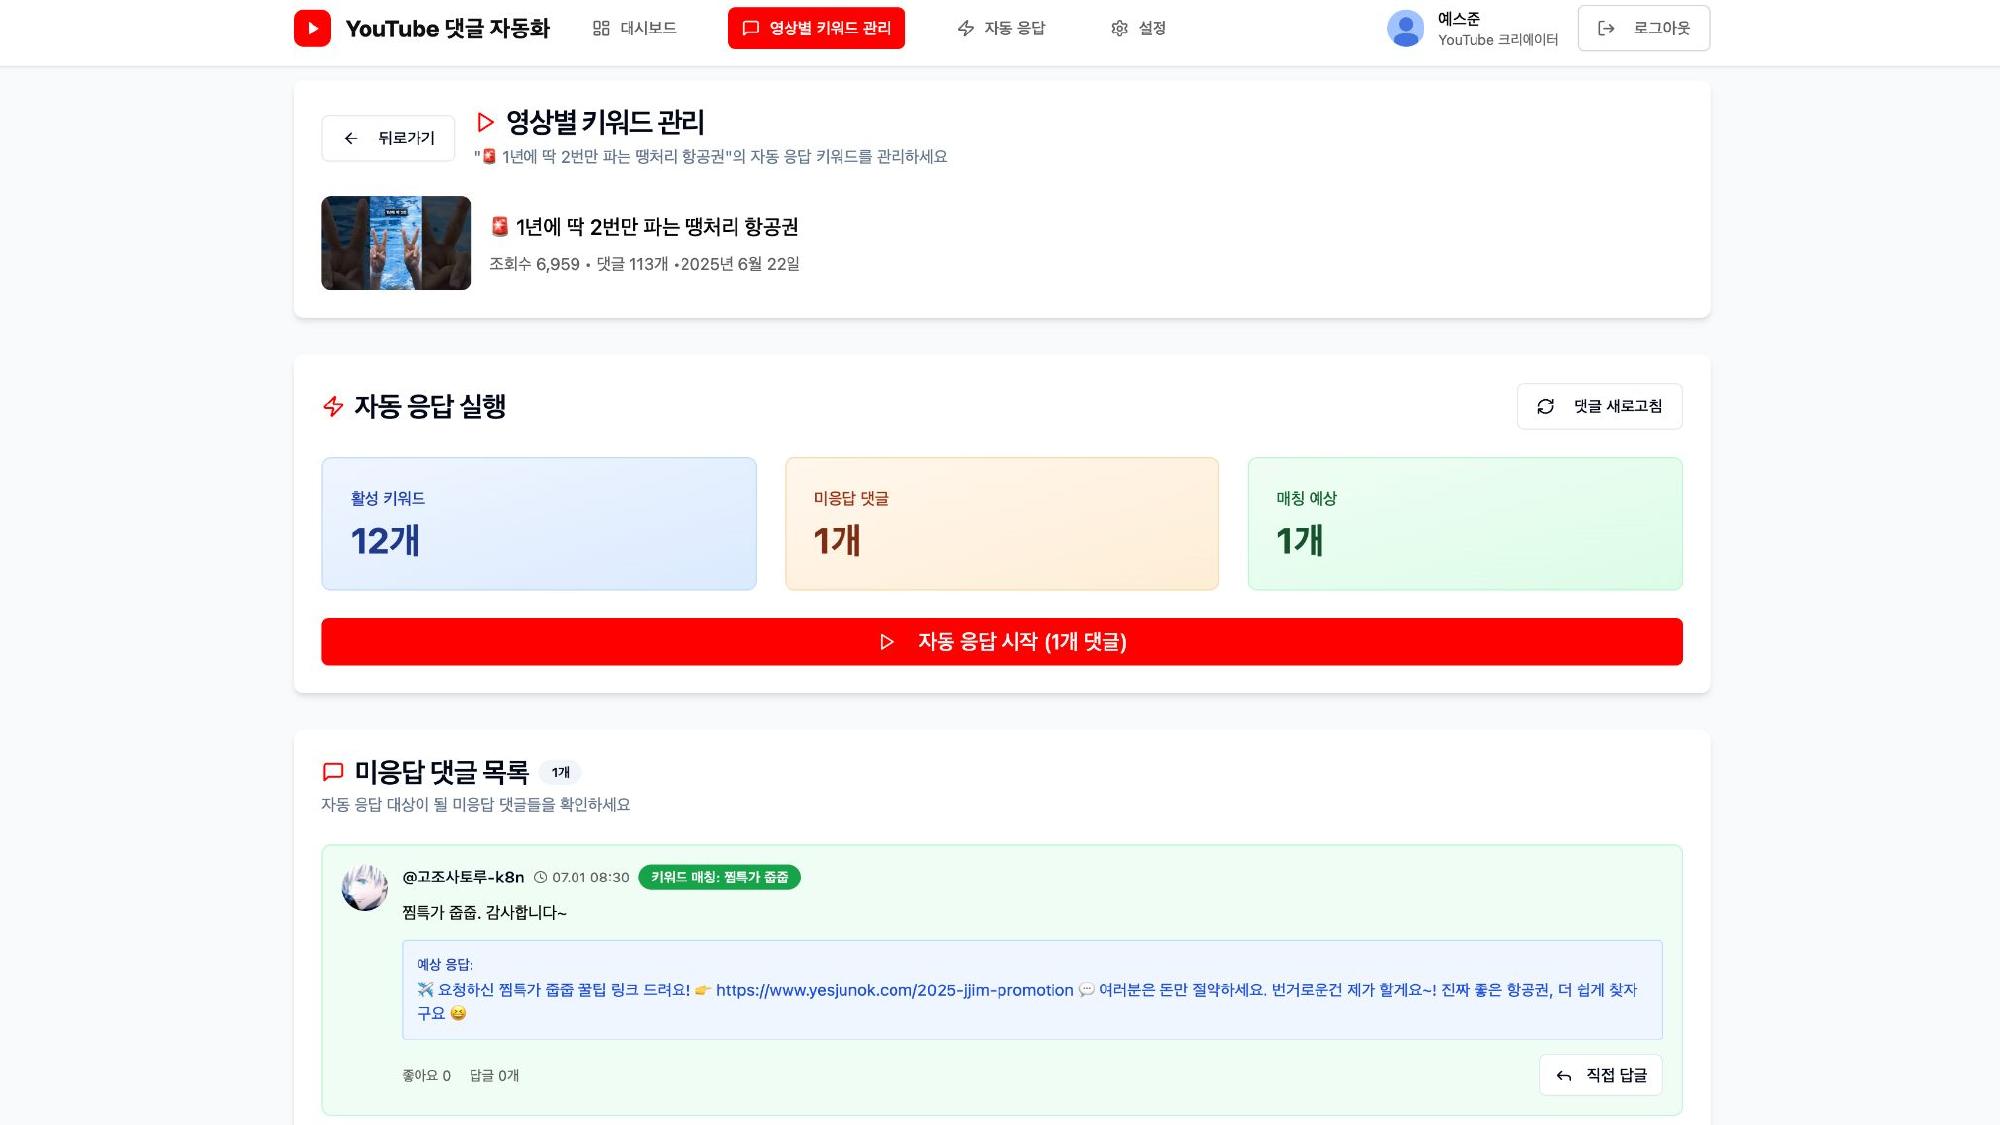 YouTube 댓글 자동화
대시보드
영상별 키워드 관리
자동 응답
설정
예스준
YouTube 크리에이터
로그아웃
뒤로가기
영상별 키워드 관리
"🚨 1년에 딱 2번만 파는 땡처리 항공권"의 자동 응답 키워드를 관리하세요
🚨 1년에 딱 2번만 파는 땡처리 항공권
조회수 6,959 • 댓글 113개 •2025년 6월 22일
자동 응답 실행
댓글 새로고침
활성 키워드
12개
미응답 댓글
1개
매칭 예상
1개
자동 응답 시작 (1개 댓글)
미응답 댓글 목록 1개
자동 응답 대상이 될 미응답 댓글들을 확인하세요
@고조사토루-k8n 07.01 08:30 키워드 매칭: 찜특가 줍줍
찜특가 줍줍. 감사합니다~
예상 응답:
✈️ 요청하신 찜특가 줍줍 꿀팁 링크 드려요! 👉 https://www.yesjunok.com/2025-jjim-promotion 💬 여러분은 돈만 절약하세요. 번거로운건 제가 할게요~! 진짜 좋은 항공권, 더 쉽게 찾자
구요 😆
좋아요 0 답글 0개
직접 답글